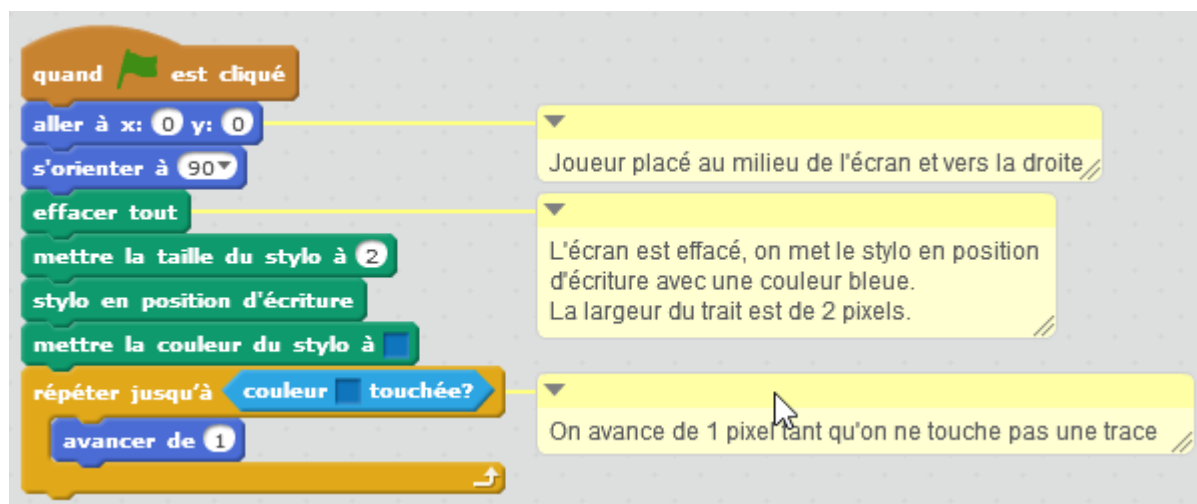 quand est cliqué
aller à x: 0 y: 0
Joueur placé au milieu de l'écran et vers la droite
s'orienter à 90
effacer tout
L'écran est effacé, on met le stylo en position
d'écriture avec une couleur bleue.
La largeur du trait est de 2 pixels.
mettre la taille du stylo à 2
stylo en position d'écriture
mettre la couleur du stylo à
répéter jusqu'à couleur touchée?
On avance de 1 pixel tant qu'on ne touche pas une trace
avancer de 1